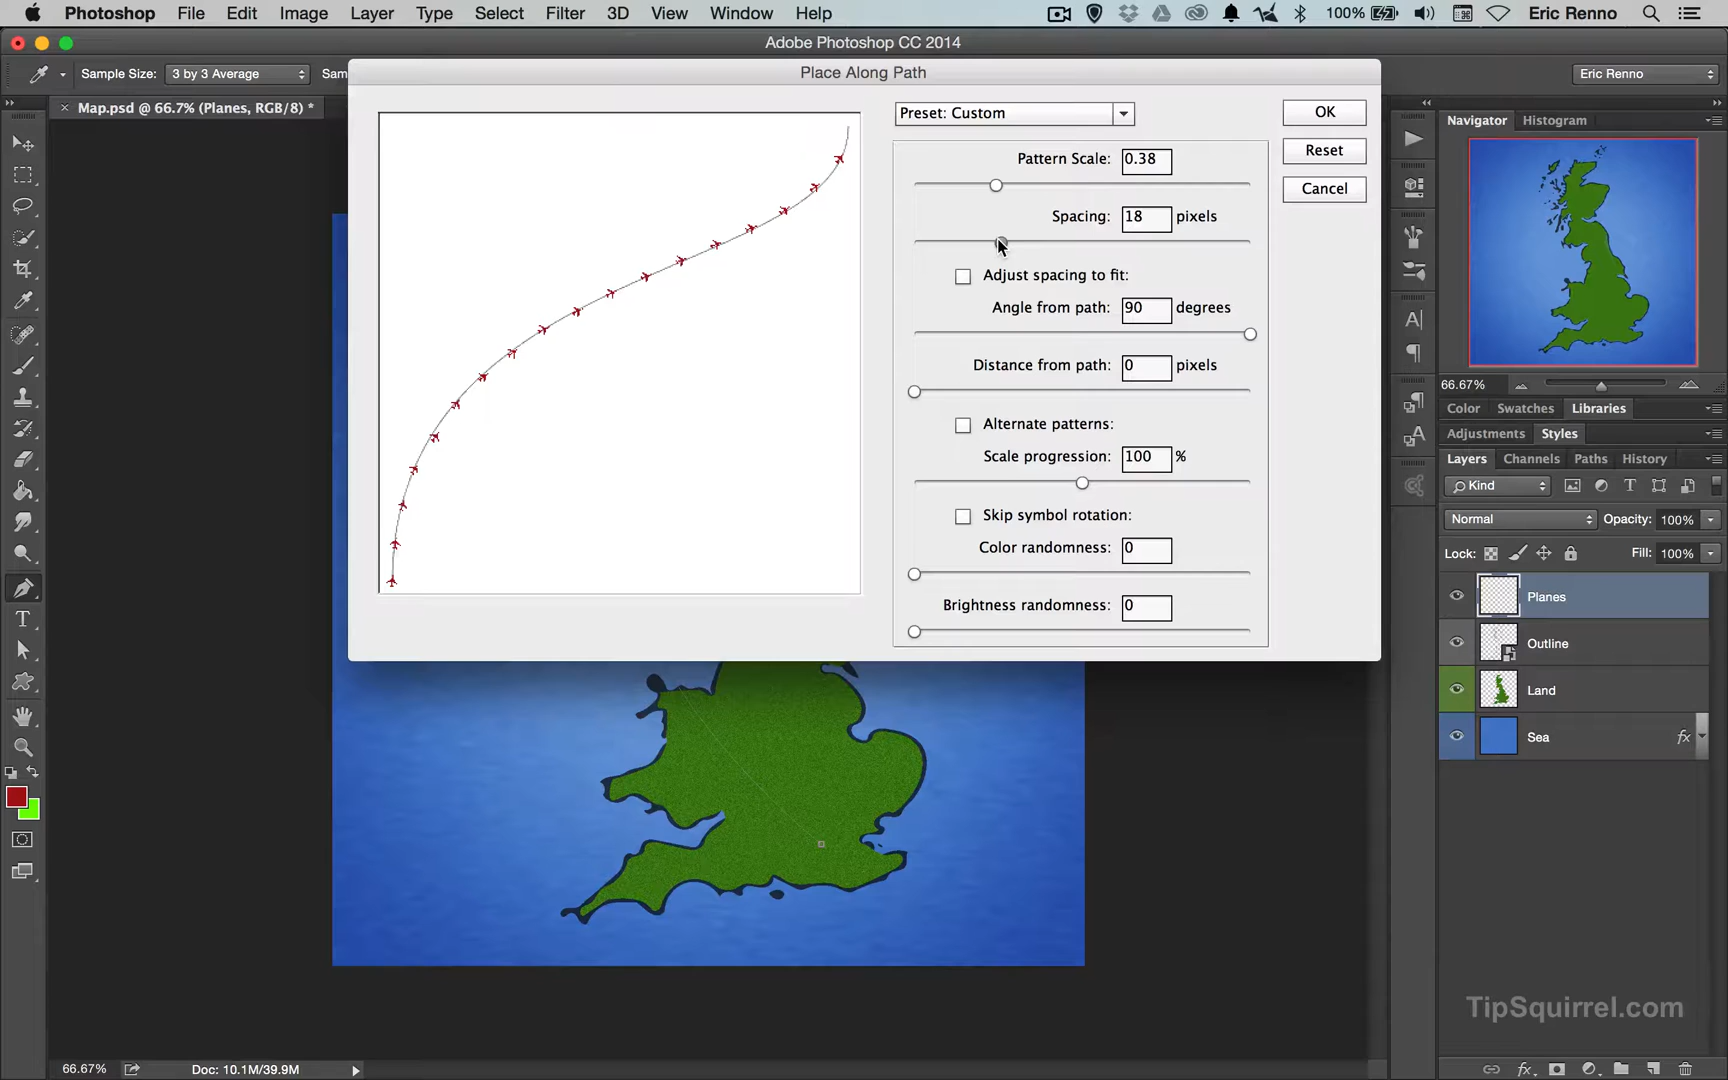 Photoshop File Edit Image Layer Type Select Filter 3D View Window Help 100% Eric Renno
Adobe Photoshop CC 2014
Sample Size: 3 by 3 Average Sam Eric Renno
Place Along Path
Map.psd @ 66.7% (Planes, RGB/8) *
Preset: Custom
OK
Reset
Cancel
Pattern Scale: 0.38
Spacing: 18 pixels
Adjust spacing to fit:
Angle from path: 90 degrees
Distance from path: 0 pixels
Alternate patterns:
Scale progression: 100 %
Skip symbol rotation:
Color randomness: 0
Brightness randomness: 0
Navigator Histogram
66.67%
Color Swatches Libraries
Adjustments Styles
Layers Channels Paths History
Kind
Normal Opacity: 100%
Lock: Fill: 100%
Planes
Outline
Land
Sea fx
TipSquirrel.com
66.67% Doc: 10.1M/39.9M
fx